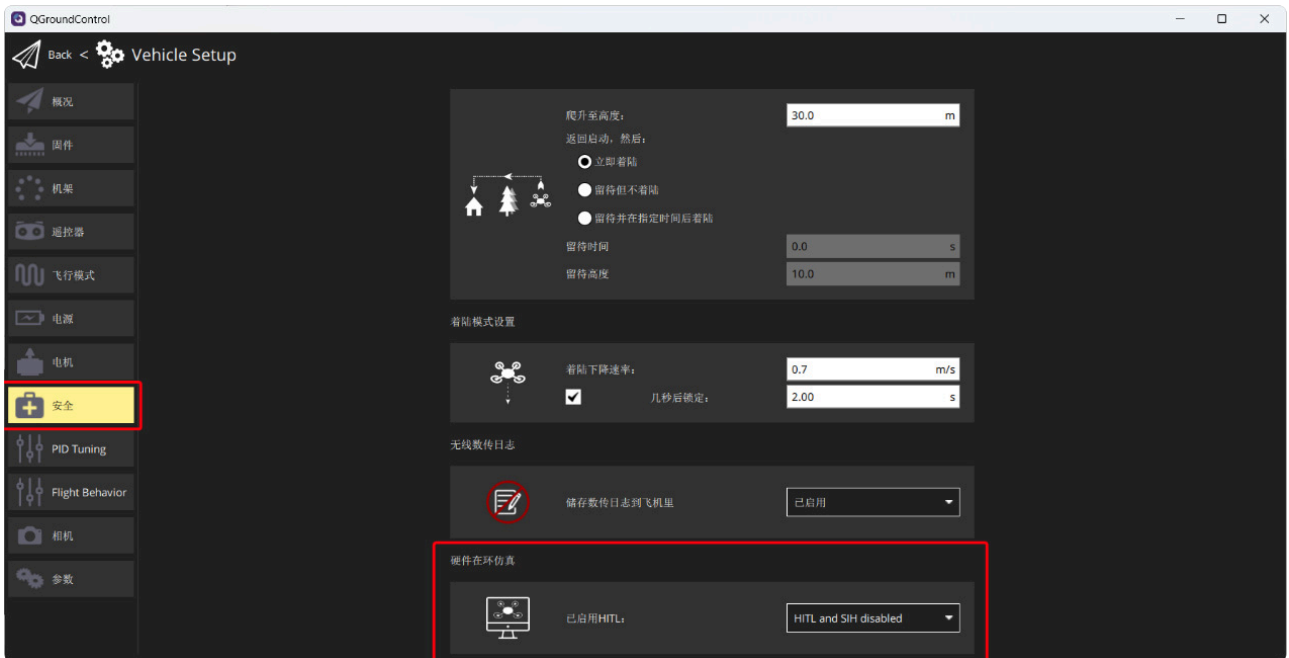 QGroundControl
Back < Vehicle Setup
概况
固件
机架
遥控器
飞行模式
电源
电机
安全
PID Tuning
Flight Behavior
相机
参数
爬升至高度: 30.0 m
返回启动，然后:
立即着陆
留待但不着陆
留待并在指定时间后着陆
留待时间 0.0 s
留待高度 10.0 m
着陆模式设置
着陆下降速率: 0.7 m/s
几秒后锁定: 2.00 s
无线数传日志
储存数传日志到飞机里 已启用
硬件在环仿真
已启用HITL: HITL and SIH disabled